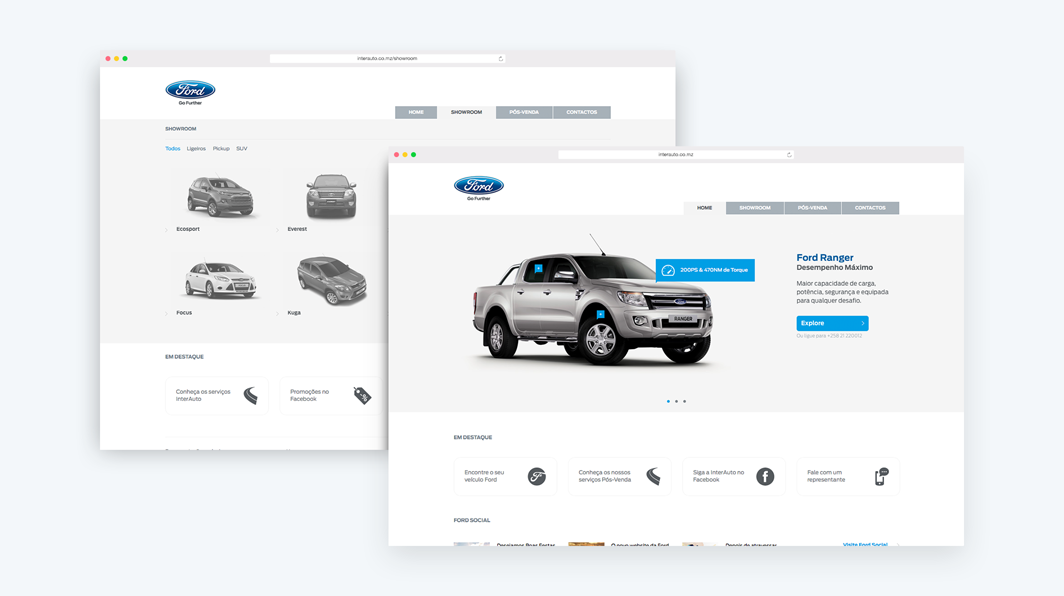 interauto.co.mz/showroom
Ford
Go Further
HOME
SHOWROOM
PÓS-VENDA
CONTACTOS
SHOWROOM
Todos
Ligeiros
Pickup
SUV
Ecosport
Everest
Focus
Kuga
EM DESTAQUE
Conheça os serviços
InterAuto
Promoções no
Facebook
%
interauto.co.mz
Ford
Go Further
HOME
SHOWROOM
PÓS-VENDA
CONTACTOS
200PS & 470NM de Torque
Ford
RANGER
Ford Ranger
Desempenho Máximo
Maior capacidade de carga,
potência, segurança e equipada
para qualquer desafio.
Explore
Ou ligue para +258 21 220012
EM DESTAQUE
Encontre o seu
veículo Ford
Conheça os nossos
serviços Pós-Venda
Siga a InterAuto no
Facebook
Fale com um
representante
FORD SOCIAL
Desejamos Boas Festas
O novo website da Ford
Depois de atravessar
Visite Ford Social